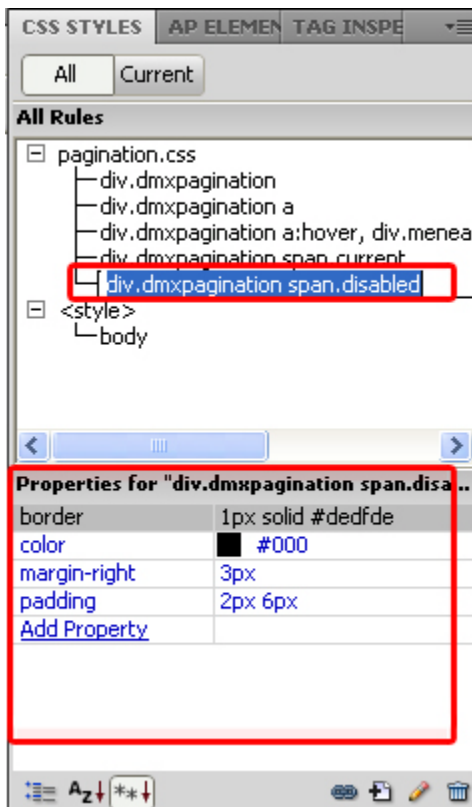 CSS STYLES AP ELEMEN TAG INSPE
All Current
All Rules
pagination.css
div.dmxpagination
div.dmxpagination a
div.dmxpagination a:hover, div.menea
div.dmxpagination span.current
div.dmxpagination span.disabled
<style>
body
Properties for "div.dmxpagination span.disa...
border 1px solid #dedfde
color #000
margin-right 3px
padding 2px 6px
Add Property
Az **